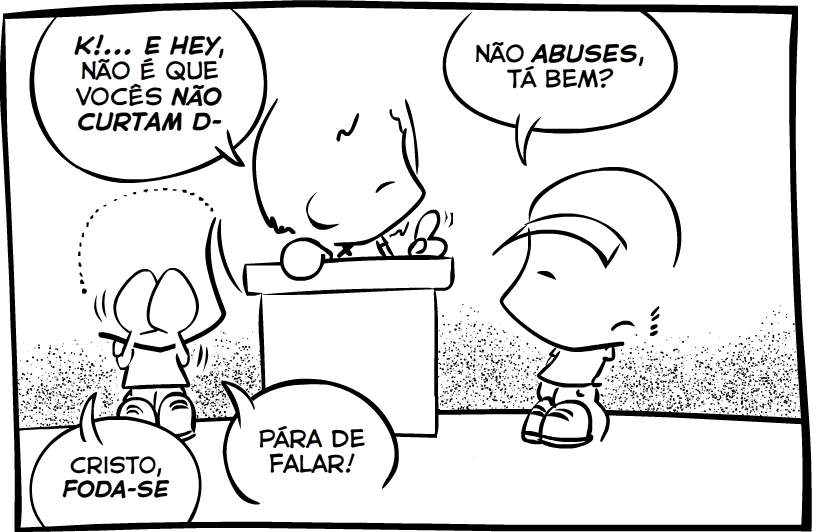 K!... E HEY,
NÃO É QUE
VOCÊS NÃO
CURTAM D-
NÃO ABUSES,
TÁ BEM?
CRISTO,
FODA-SE
PÁRA DE
FALAR!